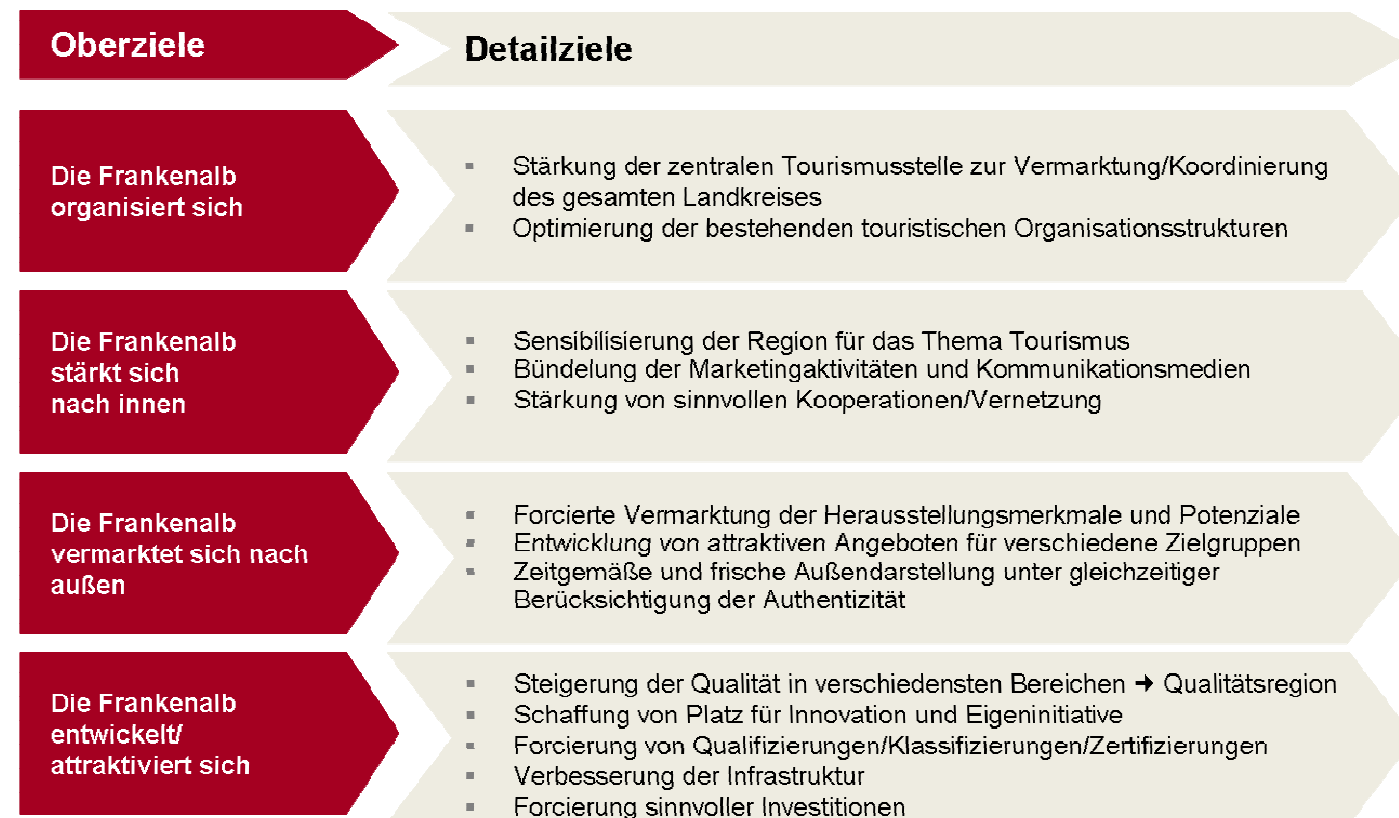 Oberziele
Detailziele
Die Frankenalb
organisiert sich
▪ Stärkung der zentralen Tourismusstelle zur Vermarktung/Koordinierung
des gesamten Landkreises
▪ Optimierung der bestehenden touristischen Organisationsstrukturen
Die Frankenalb
stärkt sich
nach innen
▪ Sensibilisierung der Region für das Thema Tourismus
▪ Bündelung der Marketingaktivitäten und Kommunikationsmedien
▪ Stärkung von sinnvollen Kooperationen/Vernetzung
Die Frankenalb
vermarktet sich nach
außen
▪ Forcierte Vermarktung der Herausstellungsmerkmale und Potenziale
▪ Entwicklung von attraktiven Angeboten für verschiedene Zielgruppen
▪ Zeitgemäße und frische Außendarstellung unter gleichzeitiger
Berücksichtigung der Authentizität
Die Frankenalb
entwickelt/
attraktiviert sich
▪ Steigerung der Qualität in verschiedensten Bereichen → Qualitätsregion
▪ Schaffung von Platz für Innovation und Eigeninitiative
▪ Forcierung von Qualifizierungen/Klassifizierungen/Zertifizierungen
▪ Verbesserung der Infrastruktur
▪ Forcierung sinnvoller Investitionen